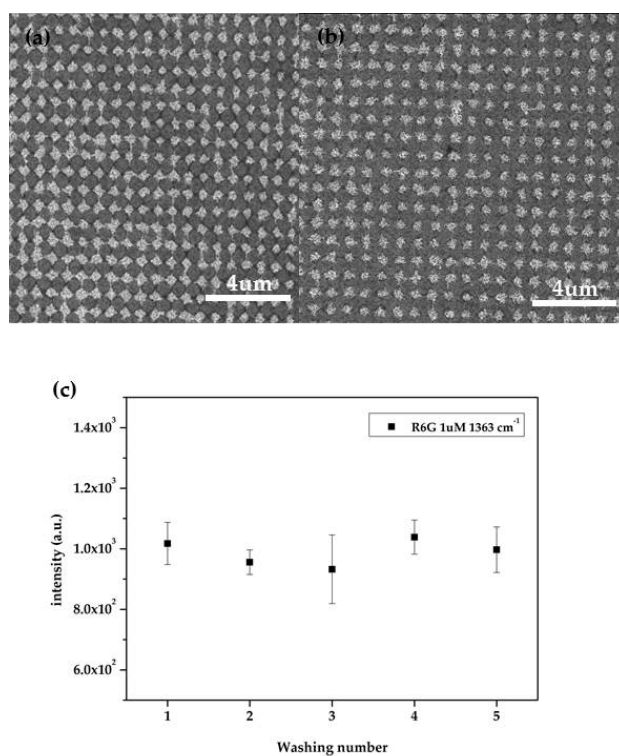 (a)
(b)
4um
4um
(c)
intensity (a.u.)
1.4x10³
1.2x10³
1.0x10³
8.0x10²
6.0x10²
R6G 1uM 1363 cm⁻¹
1 2 3 4 5
Washing number